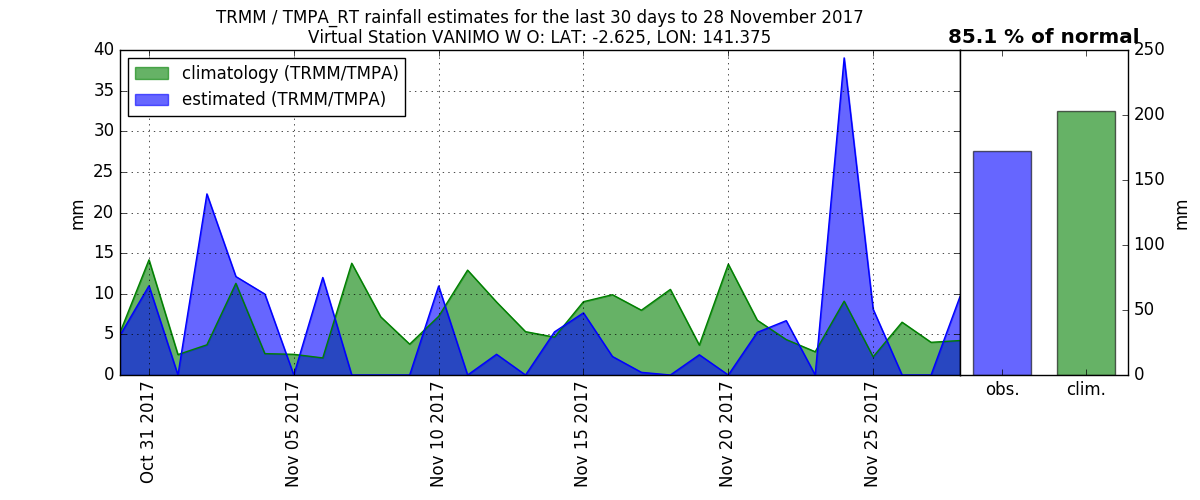 TRMM / TMPA_RT rainfall estimates for the last 30 days to 28 November 2017
Virtual Station VANIMO W O: LAT: -2.625, LON: 141.375
85.1 % of normal
climatology (TRMM/TMPA)
estimated (TRMM/TMPA)
mm
40
35
30
25
20
15
10
5
0
Oct 31 2017
Nov 05 2017
Nov 10 2017
Nov 15 2017
Nov 20 2017
Nov 25 2017
250
200
150
100
50
0
mm
obs.
clim.